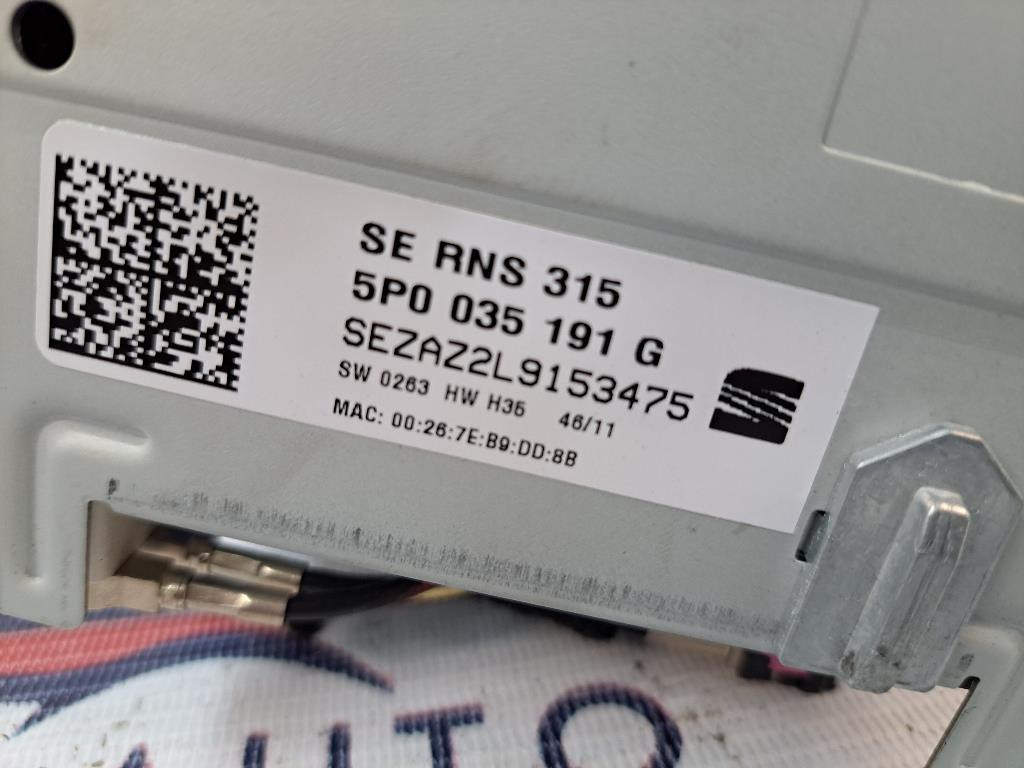 SE RNS 315
5P0 035 191 G
SEZAZ2L9153475
SW 0263 HW H36 46/11
MAC: 00:26:7E:B9:DD:8B
AUTO